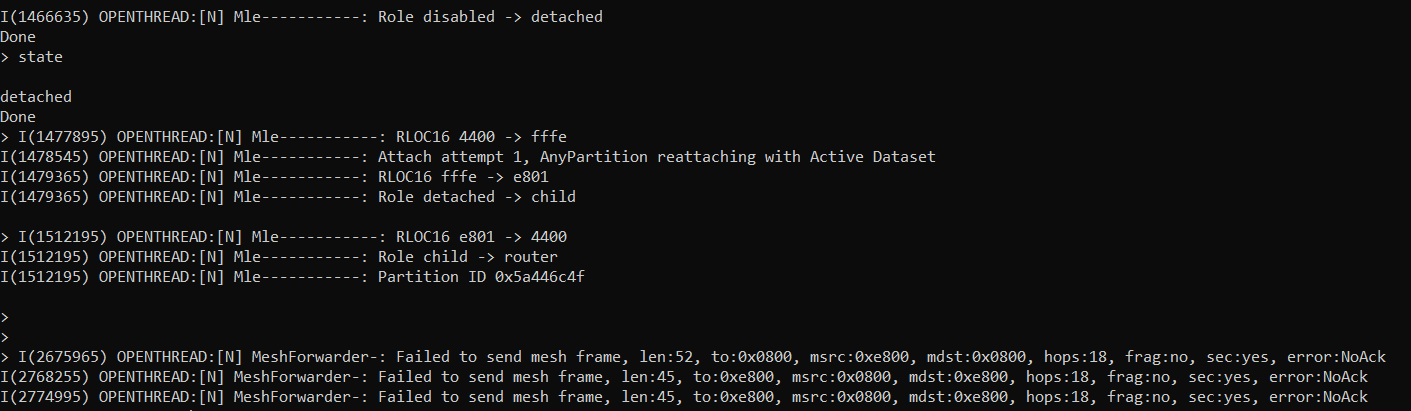 I(1466635) OPENTHREAD:[N] Mle-----------: Role disabled -> detached
Done
> state
detached
Done
> I(1477895) OPENTHREAD:[N] Mle-----------: RLOC16 4400 -> fffe
I(1478545) OPENTHREAD:[N] Mle-----------: Attach attempt 1, AnyPartition reattaching with Active Dataset
I(1479365) OPENTHREAD:[N] Mle-----------: RLOC16 fffe -> e801
I(1479365) OPENTHREAD:[N] Mle-----------: Role detached -> child
> I(1512195) OPENTHREAD:[N] Mle-----------: RLOC16 e801 -> 4400
I(1512195) OPENTHREAD:[N] Mle-----------: Role child -> router
I(1512195) OPENTHREAD:[N] Mle-----------: Partition ID 0x5a446c4f
>
>
> I(2675965) OPENTHREAD:[N] MeshForwarder-: Failed to send mesh frame, len:52, to:0x0800, msrc:0xe800, mdst:0x0800, hops:18, frag:no, sec:yes, error:NoAck
I(2768255) OPENTHREAD:[N] MeshForwarder-: Failed to send mesh frame, len:45, to:0xe800, msrc:0x0800, mdst:0xe800, hops:18, frag:no, sec:yes, error:NoAck
I(2774995) OPENTHREAD:[N] MeshForwarder-: Failed to send mesh frame, len:45, to:0xe800, msrc:0x0800, mdst:0xe800, hops:18, frag:no, sec:yes, error:NoAck